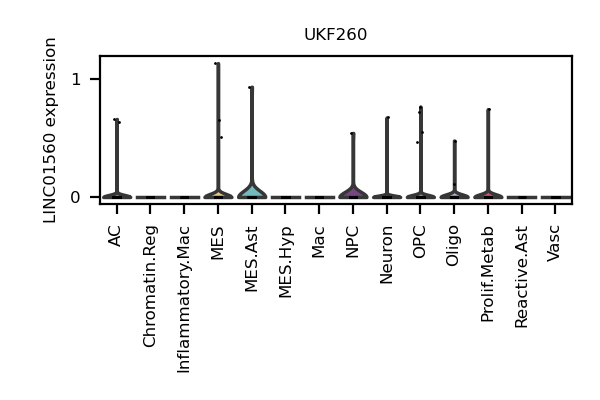 UKF260
LINC01560 expression
1
0
AC
Chromatin.Reg
Inflammatory.Mac
MES
MES.Ast
MES.Hyp
Mac
NPC
Neuron
OPC
Oligo
Prolif.Metab
Reactive.Ast
Vasc